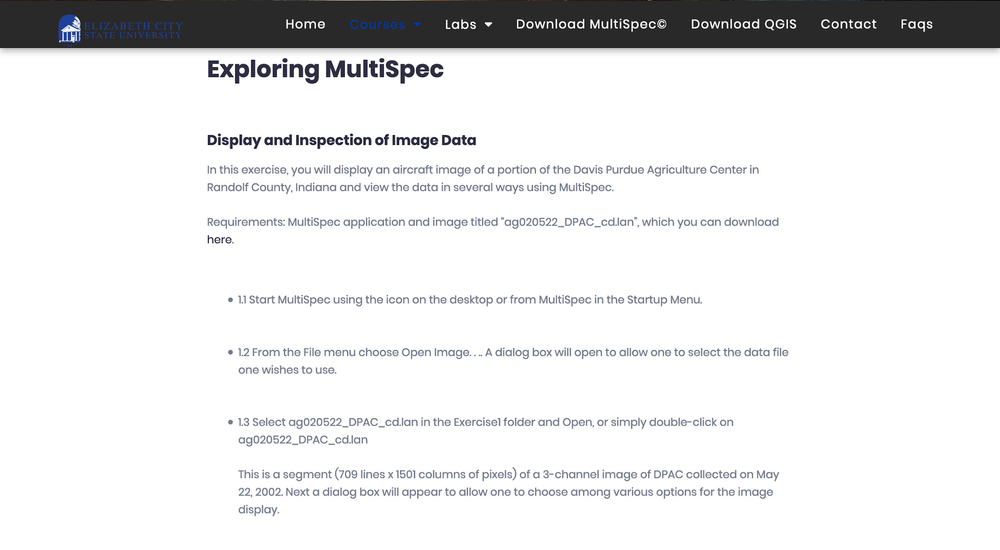 ELIZABETH CITY
STATE UNIVERSITY
1891
Home
Courses
Labs
Download MultiSpec©
Download QGIS
Contact
Faqs
Exploring MultiSpec
Display and Inspection of Image Data
In this exercise, you will display an aircraft image of a portion of the Davis Purdue Agriculture Center in
Randolf County, Indiana and view the data in several ways using MultiSpec.
Requirements: MultiSpec application and image titled “ag020522_DPAC_cd.lan”, which you can download
here.
• 1.1 Start MultiSpec using the icon on the desktop or from MultiSpec in the Startup Menu.
• 1.2 From the File menu choose Open Image. . .. A dialog box will open to allow one to select the data file
one wishes to use.
• 1.3 Select ag020522_DPAC_cd.lan in the Exercise1 folder and Open, or simply double-click on
ag020522_DPAC_cd.lan
This is a segment (709 lines x 1501 columns of pixels) of a 3-channel image of DPAC collected on May
22, 2002. Next a dialog box will appear to allow one to choose among various options for the image
display.